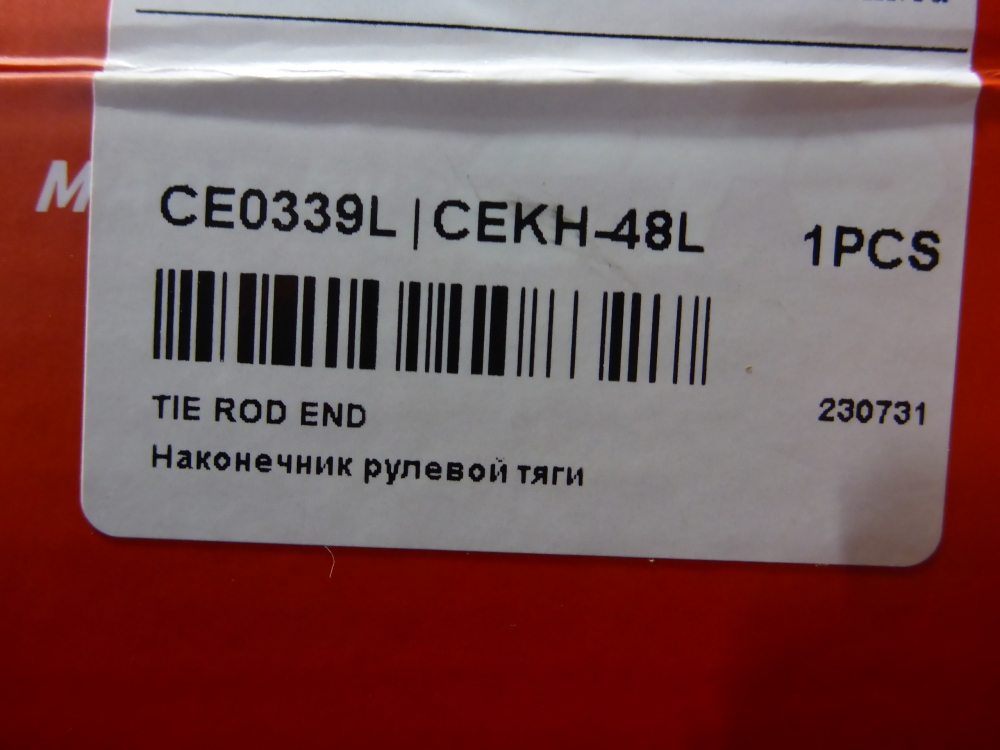 M
CE0339L | CEKH-48L
1PCS
TIE ROD END
230731
Наконечник рулевой тяги